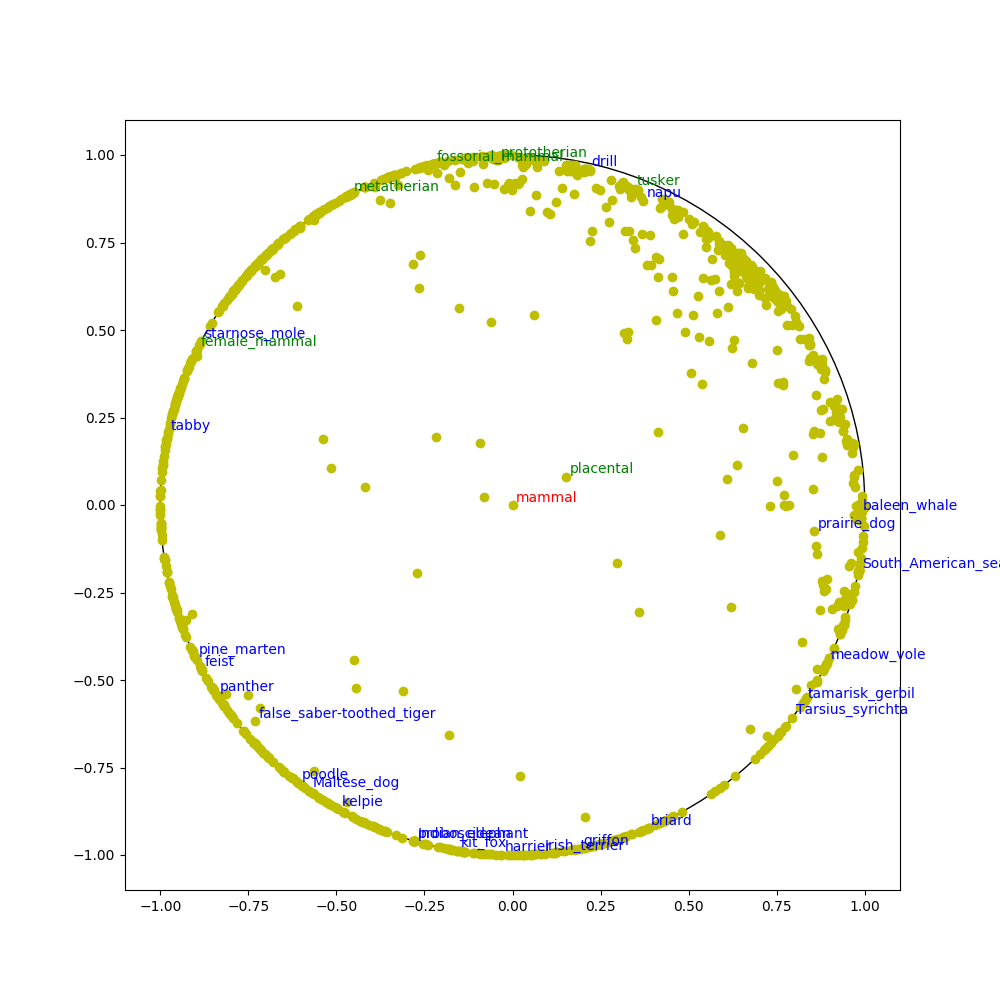 1.00
0.75
0.50
0.25
0.00
−0.25
−0.50
−0.75
−1.00
prototherian
fossorial_mammal
drill
tusker
metatherian
napu
starnose_mole
female_mammal
tabby
placental
mammal
baleen_whale
prairie_dog
South_American_sea
pine_marten
meadow_vole
feist
panther
tamarisk_gerbil
Tarsius_syrichta
false_saber-toothed_tiger
poodle
Maltese_dog
kelpie
briard
Indian_elephant
griffon
kit_fox
harrier
Irish_terrier
−1.00 −0.75 −0.50 −0.25 0.00 0.25 0.50 0.75 1.00